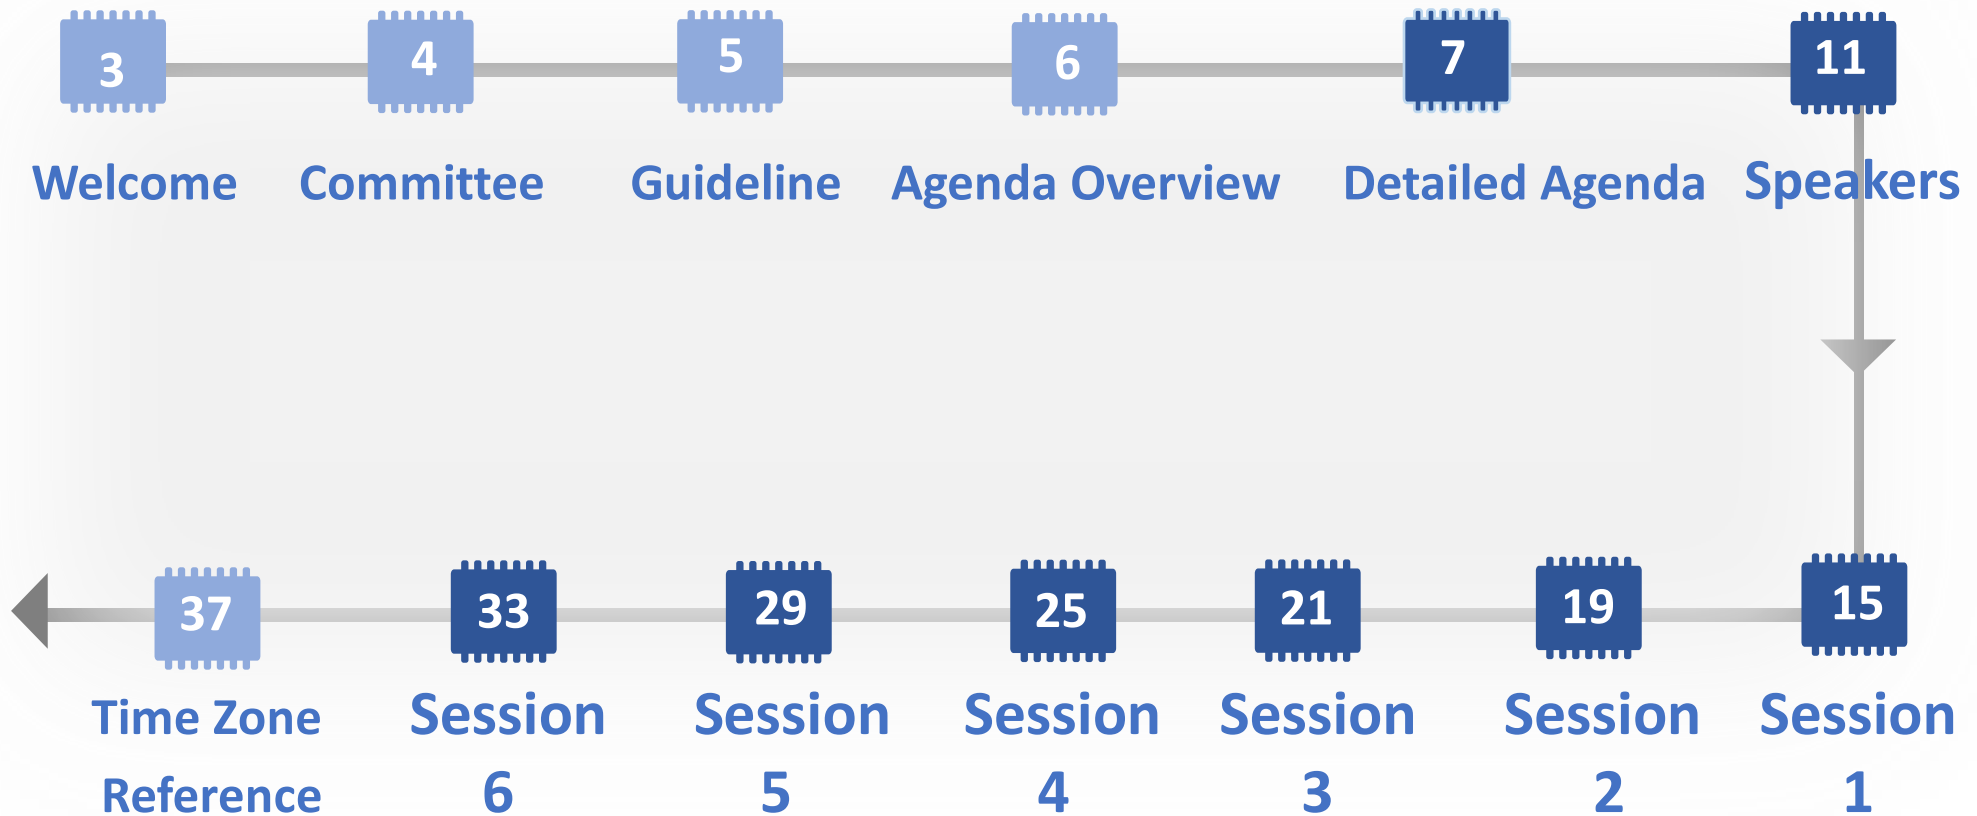 3 4 5 6 7 11
Welcome Committee Guideline Agenda Overview Detailed Agenda Speakers
37 33 29 25 21 19 15
Time Zone Session Session Session Session Session Session
Reference 6 5 4 3 2 1